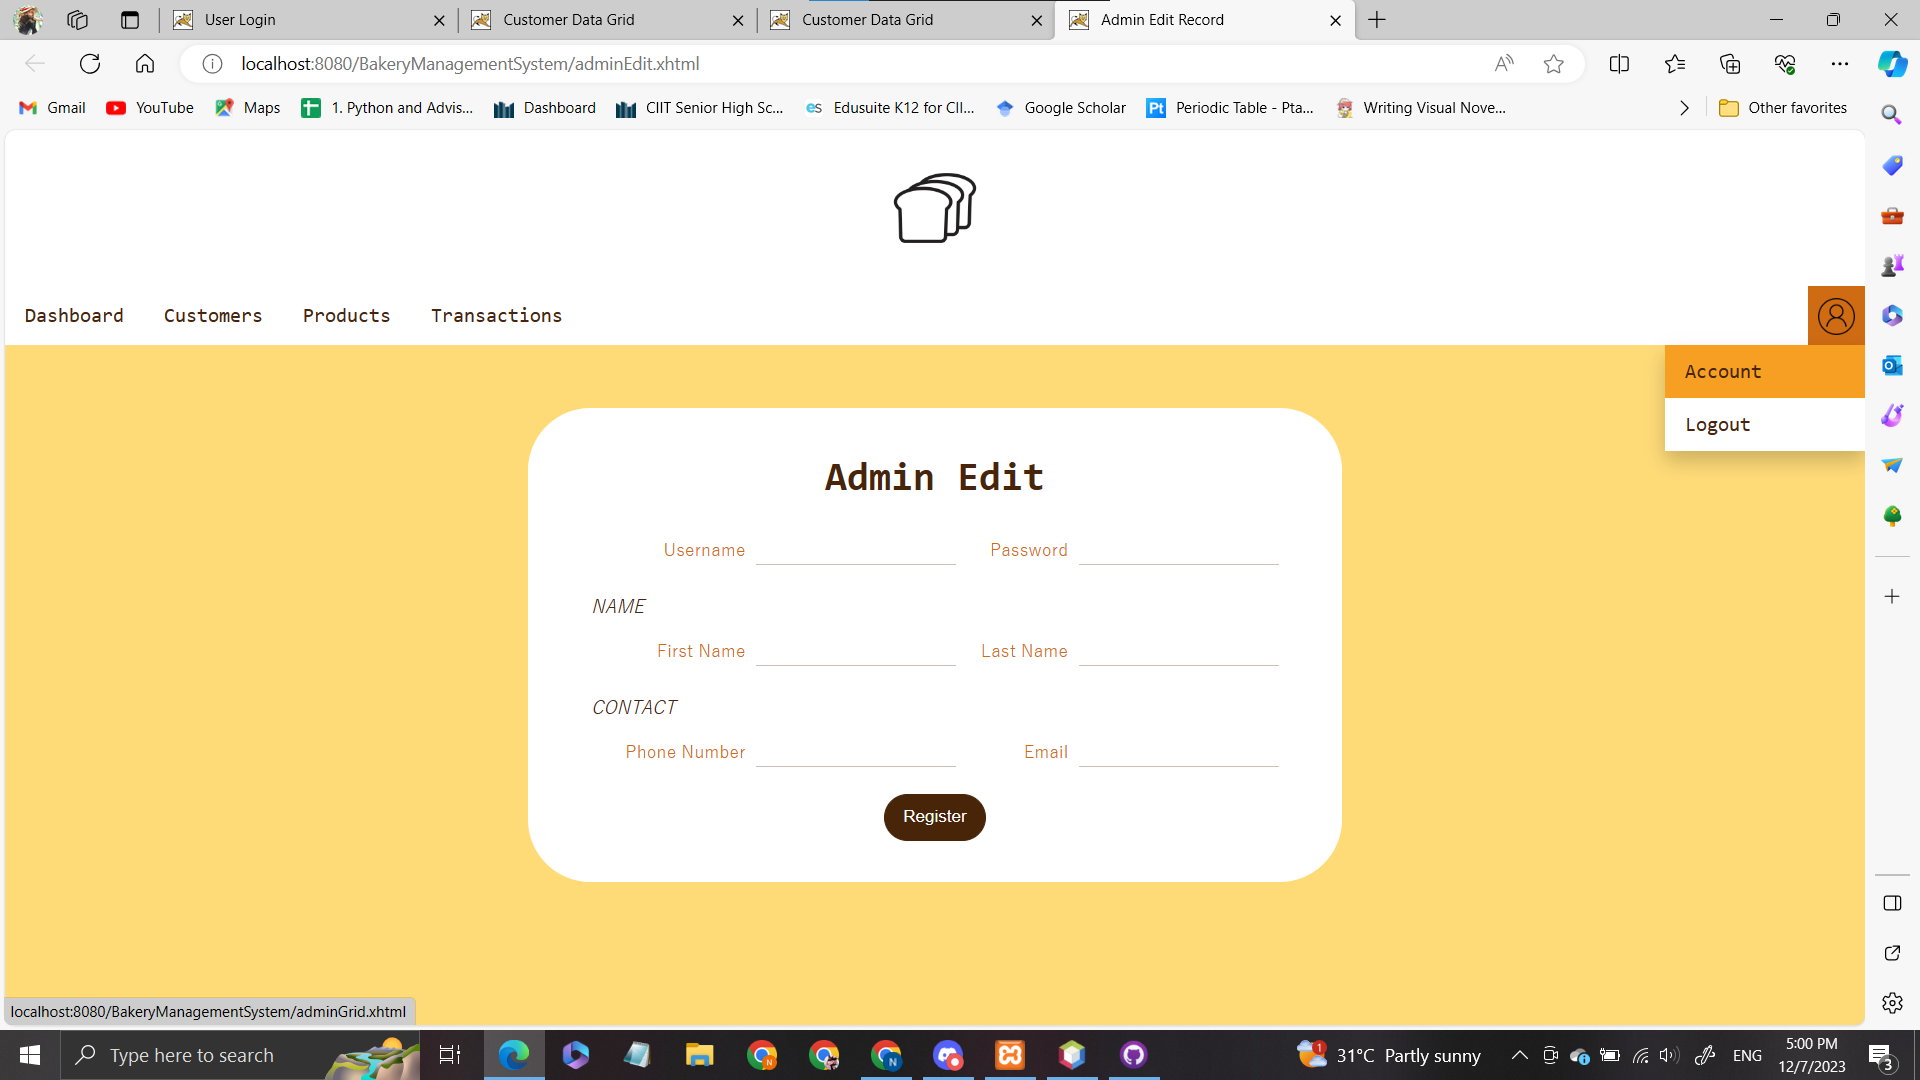 User Login
Customer Data Grid
Customer Data Grid
Admin Edit Record
localhost:8080/BakeryManagementSystem/adminEdit.xhtml
Gmail
YouTube
Maps
1. Python and Advis...
Dashboard
CIIT Senior High Sc...
es
Edusuite K12 for CII...
Google Scholar
Pt
Periodic Table - Pta...
Writing Visual Nove...
Other favorites
Dashboard
Customers
Products
Transactions
Account
Logout
Admin Edit
Username
Password
NAME
First Name
Last Name
CONTACT
Phone Number
Email
Register
localhost:8080/BakeryManagementSystem/adminGrid.xhtml
Type here to search
1
31°C Partly sunny
ENG
5:00 PM
12/7/2023
3